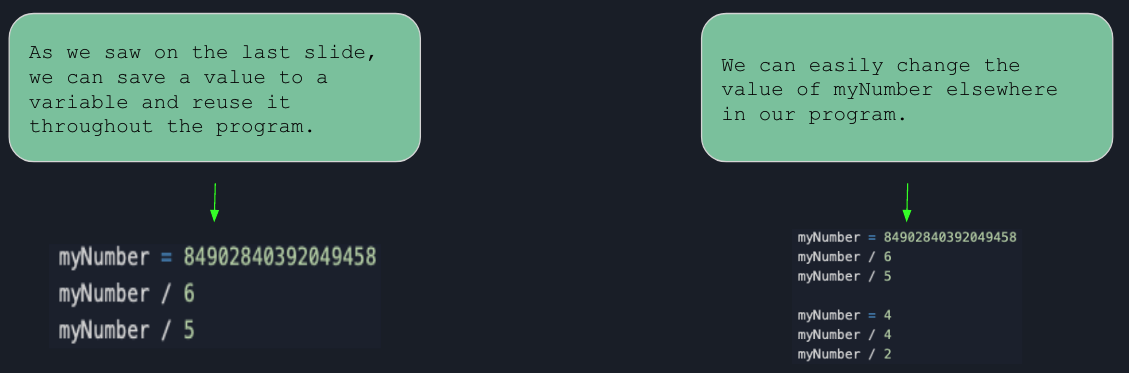 As we saw on the last slide,
we can save a value to a
variable and reuse it
throughout the program.
myNumber = 84902840392049458
myNumber / 6
myNumber / 5
We can easily change the
value of myNumber elsewhere
in our program.
myNumber = 84902840392049458
myNumber / 6
myNumber / 5
myNumber = 4
myNumber / 4
myNumber / 2